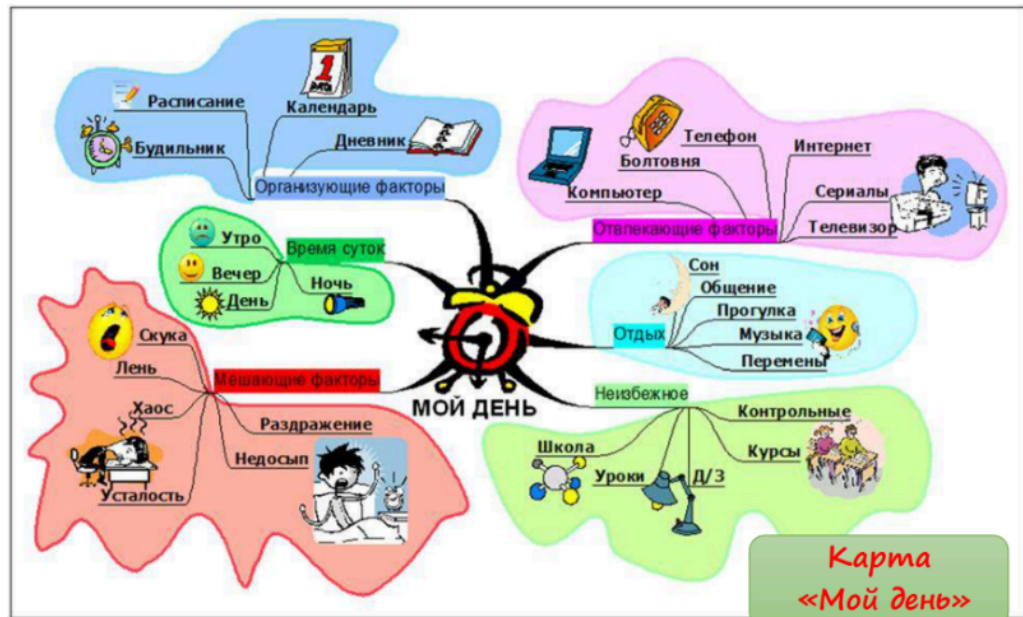 Расписание
Календарь
1
DATA
Будильник
Дневник
Организующие факторы
Телефон
Интернет
Болтовня
Компьютер
Сериалы
Телевизор
Отвлекающие факторы
Утро
Время суток
Вечер
Ночь
День
Сон
Общение
Прогулка
Отдых
Музыка
Перемены
Скука
Лень
Мешающие факторы
Хаос
Раздражение
Недосып
Усталость
МОЙ ДЕНЬ
Неизбежное
Контрольные
Школа
Курсы
Уроки
Д/З
Карта
«Мой день»